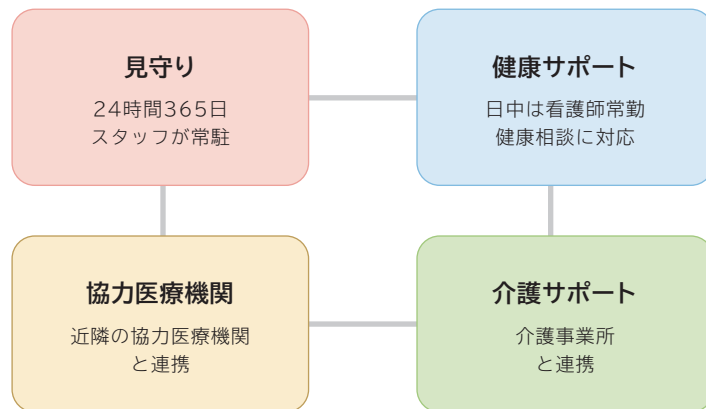 見守り
24時間365日
スタッフが常駐
健康サポート
日中は看護師常勤
健康相談に対応
協力医療機関
近隣の協力医療機関
と連携
介護サポート
介護事業所
と連携